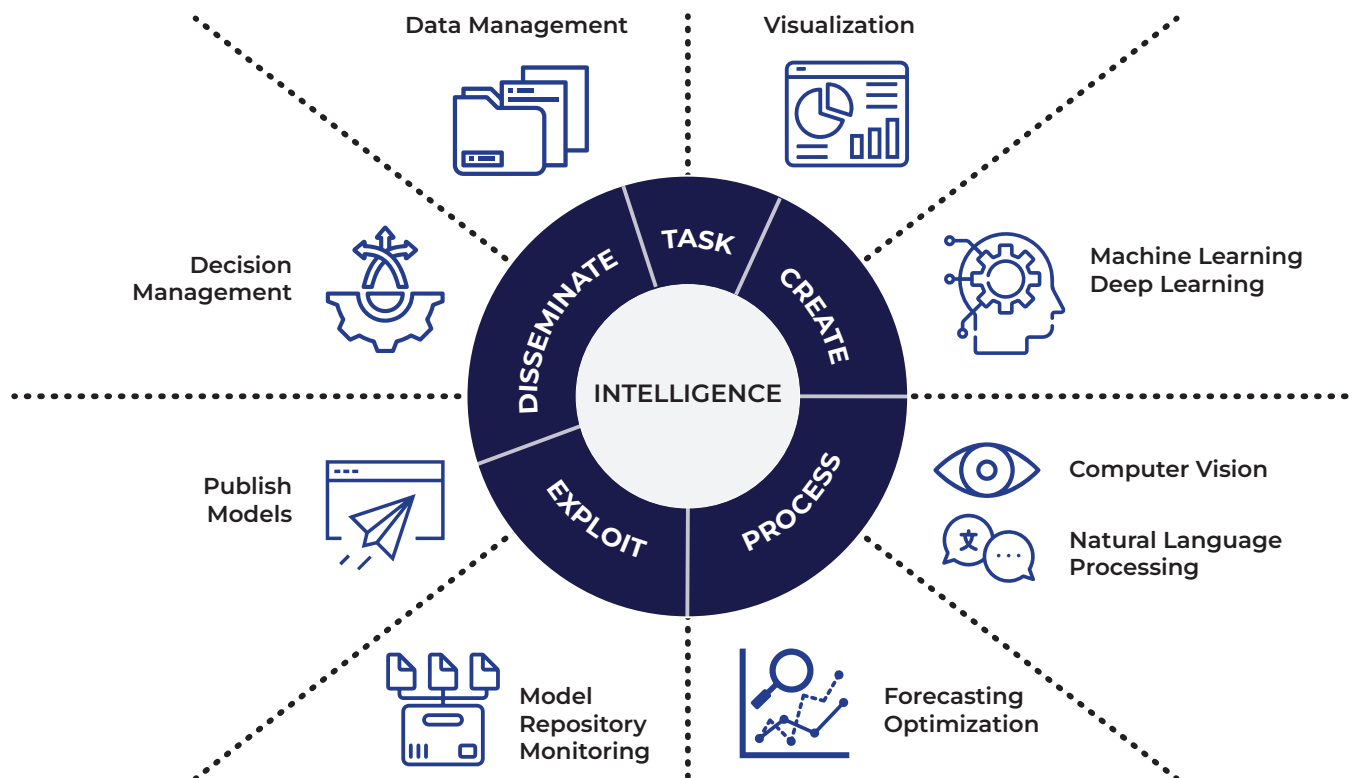 Data Management
Visualization
Decision
Management
Machine Learning
Deep Learning
TASK
CREATE
DISSEMINATE
INTELLIGENCE
PROCESS
EXPLOIT
Publish
Models
Computer Vision
文
Natural Language
Processing
Model
Repository
Monitoring
Forecasting
Optimization